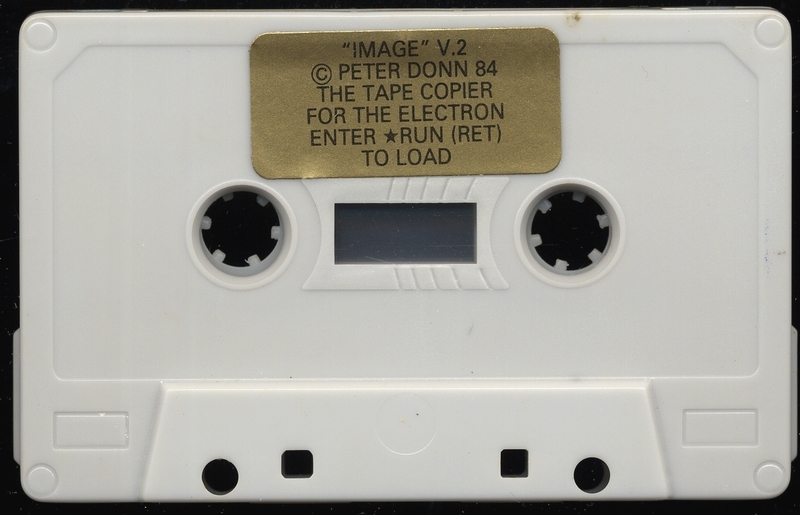 “IMAGE” V.2
© PETER DONN 84
THE TAPE COPIER
FOR THE ELECTRON
ENTER ★RUN (RET)
TO LOAD